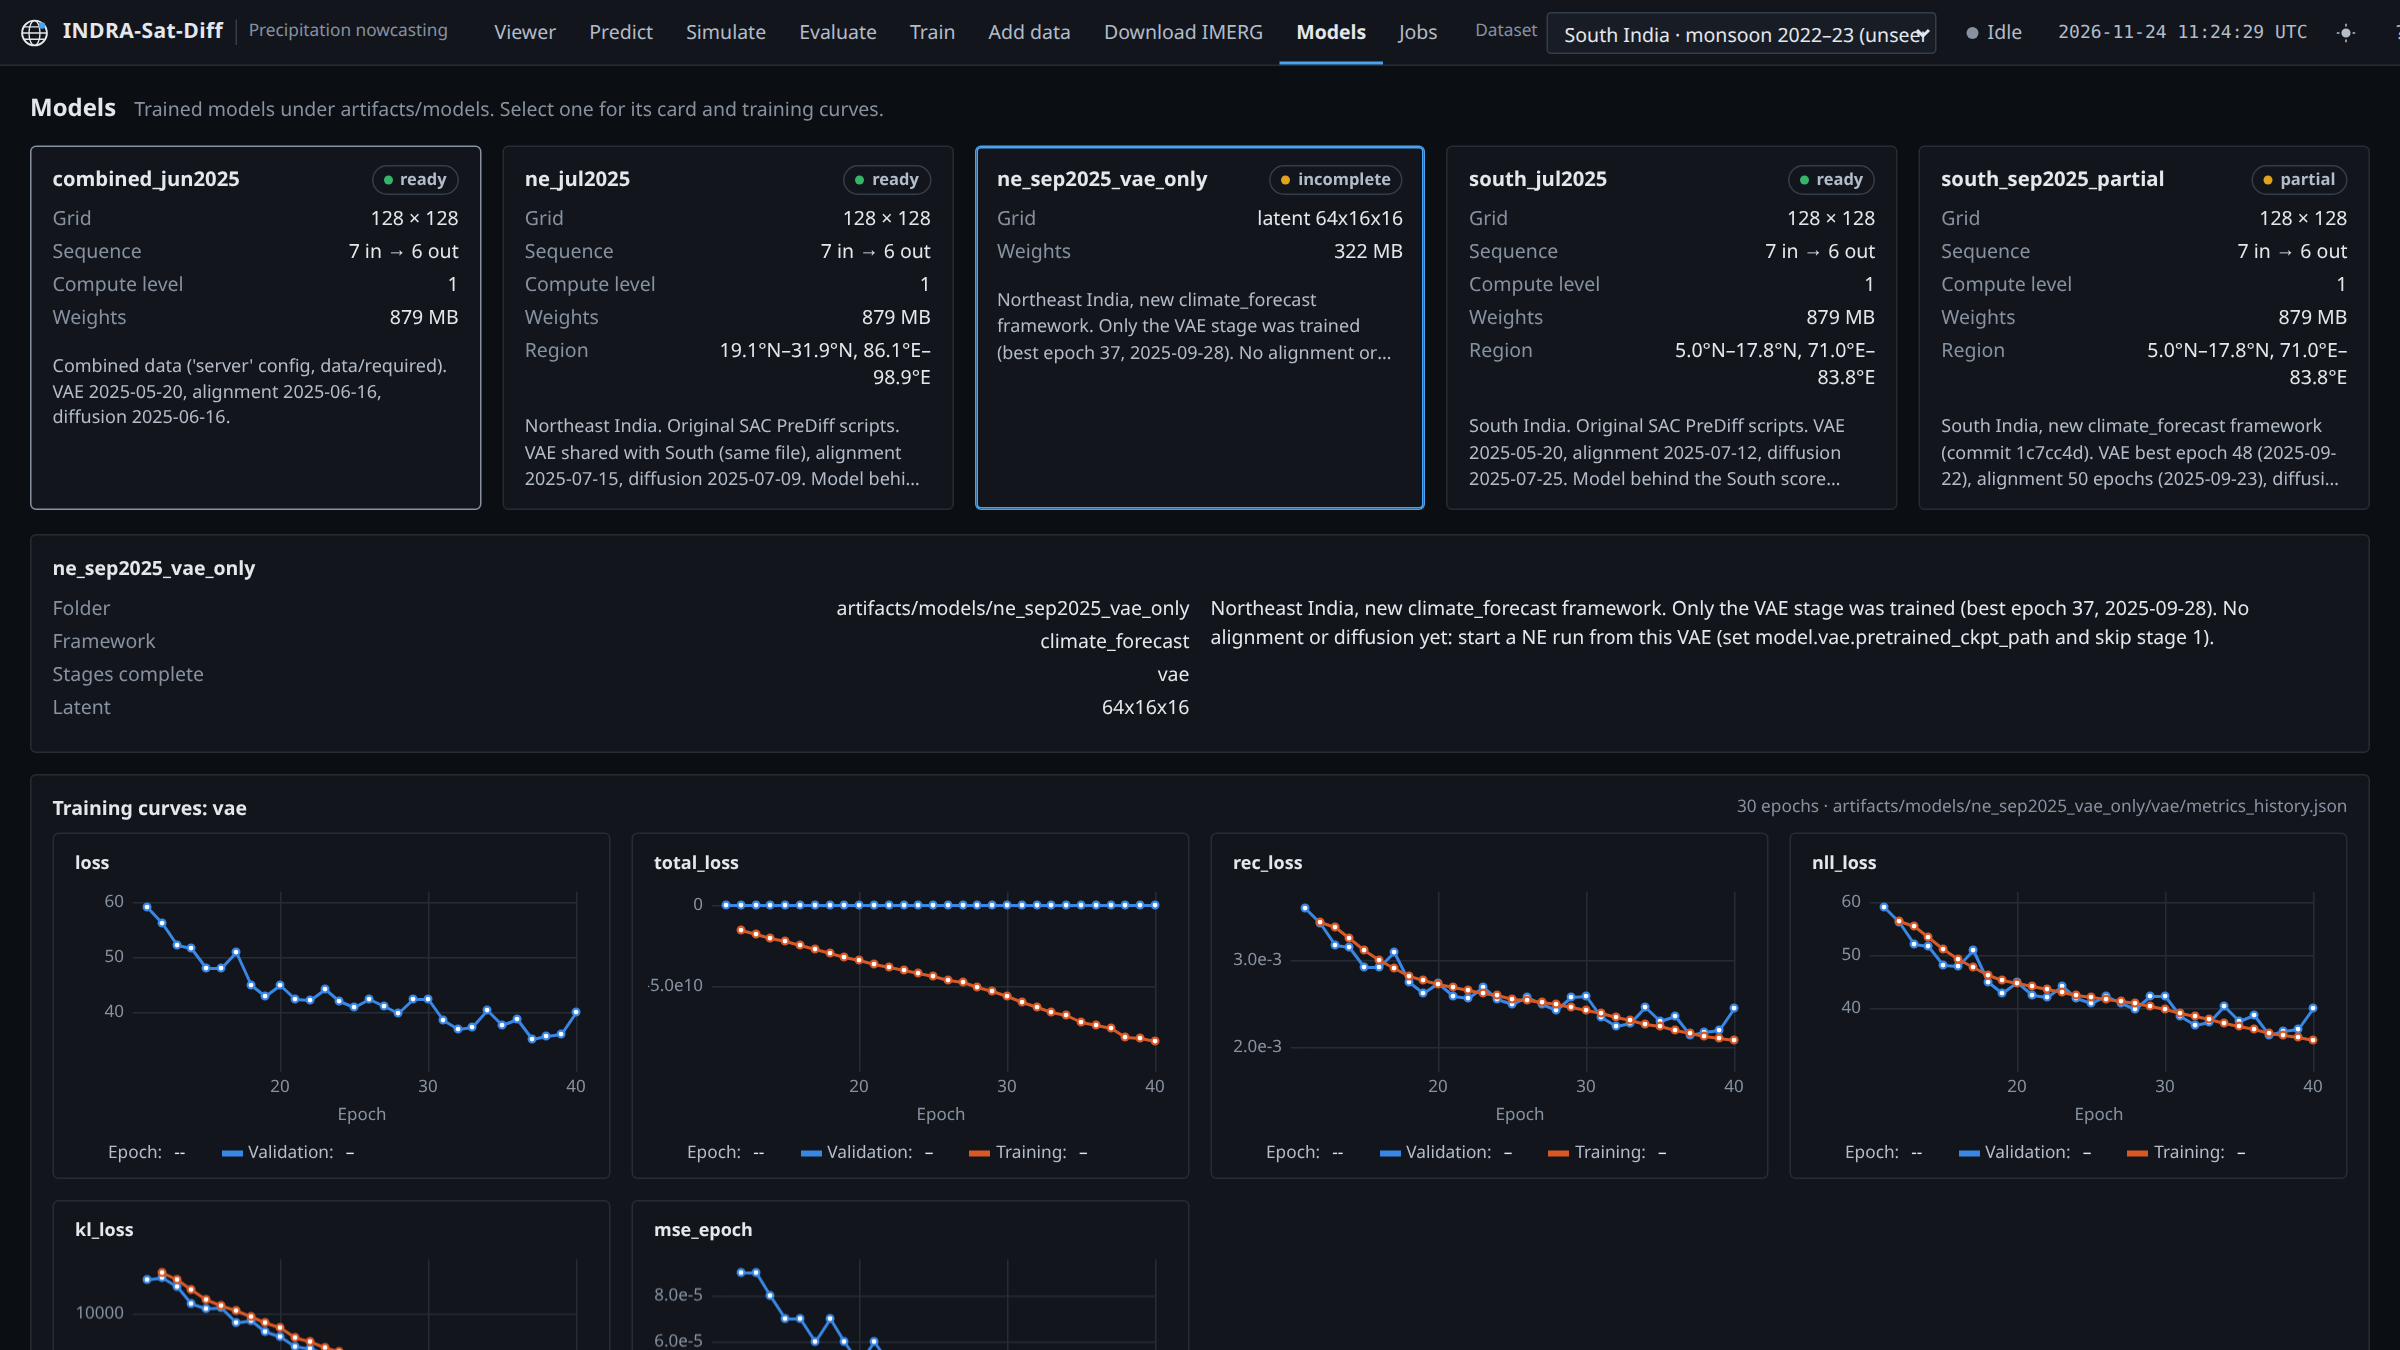 INDRA-Sat-Diff Precipitation nowcasting Viewer Predict Simulate Evaluate Train Add data Download IMERG Models Jobs Dataset South India · monsoon 2022–23 (unseer Idle 2026-11-24 11:24:29 UTC
Models Trained models under artifacts/models. Select one for its card and training curves.
combined_jun2025 ready
Grid 128 × 128
Sequence 7 in → 6 out
Compute level 1
Weights 879 MB
Combined data ('server' config, data/required).
VAE 2025-05-20, alignment 2025-06-16,
diffusion 2025-06-16.
ne_jul2025 ready
Grid 128 × 128
Sequence 7 in → 6 out
Compute level 1
Weights 879 MB
Region 19.1°N–31.9°N, 86.1°E–
98.9°E
Northeast India. Original SAC PreDiff scripts.
VAE shared with South (same file), alignment
2025-07-15, diffusion 2025-07-09. Model behi...
ne_sep2025_vae_only incomplete
Grid latent 64x16x16
Weights 322 MB
Northeast India, new climate_forecast
framework. Only the VAE stage was trained
(best epoch 37, 2025-09-28). No alignment or...
south_jul2025 ready
Grid 128 × 128
Sequence 7 in → 6 out
Compute level 1
Weights 879 MB
Region 5.0°N–17.8°N, 71.0°E–
83.8°E
South India. Original SAC PreDiff scripts. VAE
2025-05-20, alignment 2025-07-12, diffusion
2025-07-25. Model behind the South score...
south_sep2025_partial partial
Grid 128 × 128
Sequence 7 in → 6 out
Compute level 1
Weights 879 MB
Region 5.0°N–17.8°N, 71.0°E–
83.8°E
South India, new climate_forecast framework
(commit 1c7cc4d). VAE best epoch 48 (2025-09-
22), alignment 50 epochs (2025-09-23), diffusi...
ne_sep2025_vae_only
Folder artifacts/models/ne_sep2025_vae_only
Framework climate_forecast
Stages complete vae
Latent 64x16x16
Northeast India, new climate_forecast framework. Only the VAE stage was trained (best epoch 37, 2025-09-28). No
alignment or diffusion yet: start a NE run from this VAE (set model.vae.pretrained_ckpt_path and skip stage 1).
Training curves: vae 30 epochs · artifacts/models/ne_sep2025_vae_only/vae/metrics_history.json
loss
60
50
40
20 30 40
Epoch
Epoch: -- Validation: –
total_loss
0
-5.0e10
20 30 40
Epoch
Epoch: -- Validation: – Training: –
rec_loss
3.0e-3
2.0e-3
20 30 40
Epoch
Epoch: -- Validation: – Training: –
nll_loss
60
50
40
20 30 40
Epoch
Epoch: -- Validation: – Training: –
kl_loss
10000
mse_epoch
8.0e-5
6.0e-5